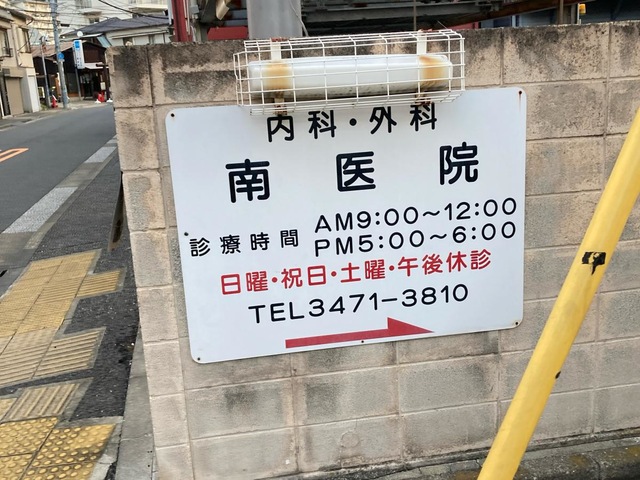 内科・外科
南医院
診療時間 AM9:00〜12:00
PM5:00〜6:00
日曜・祝日・土曜・午後休診
TEL3471-3810